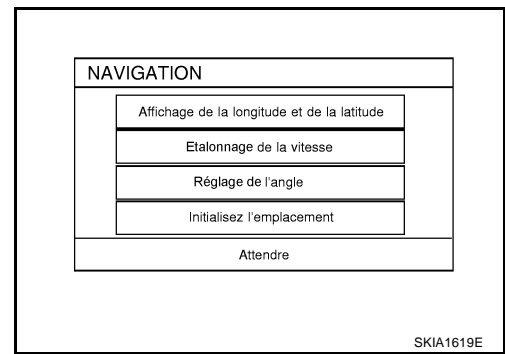 NAVIGATION
Affichage de la longitude et de la latitude
Etalonnage de la vitesse
Réglage de l'angle
Initialisez l'emplacement
Attendre
SKIA1619E